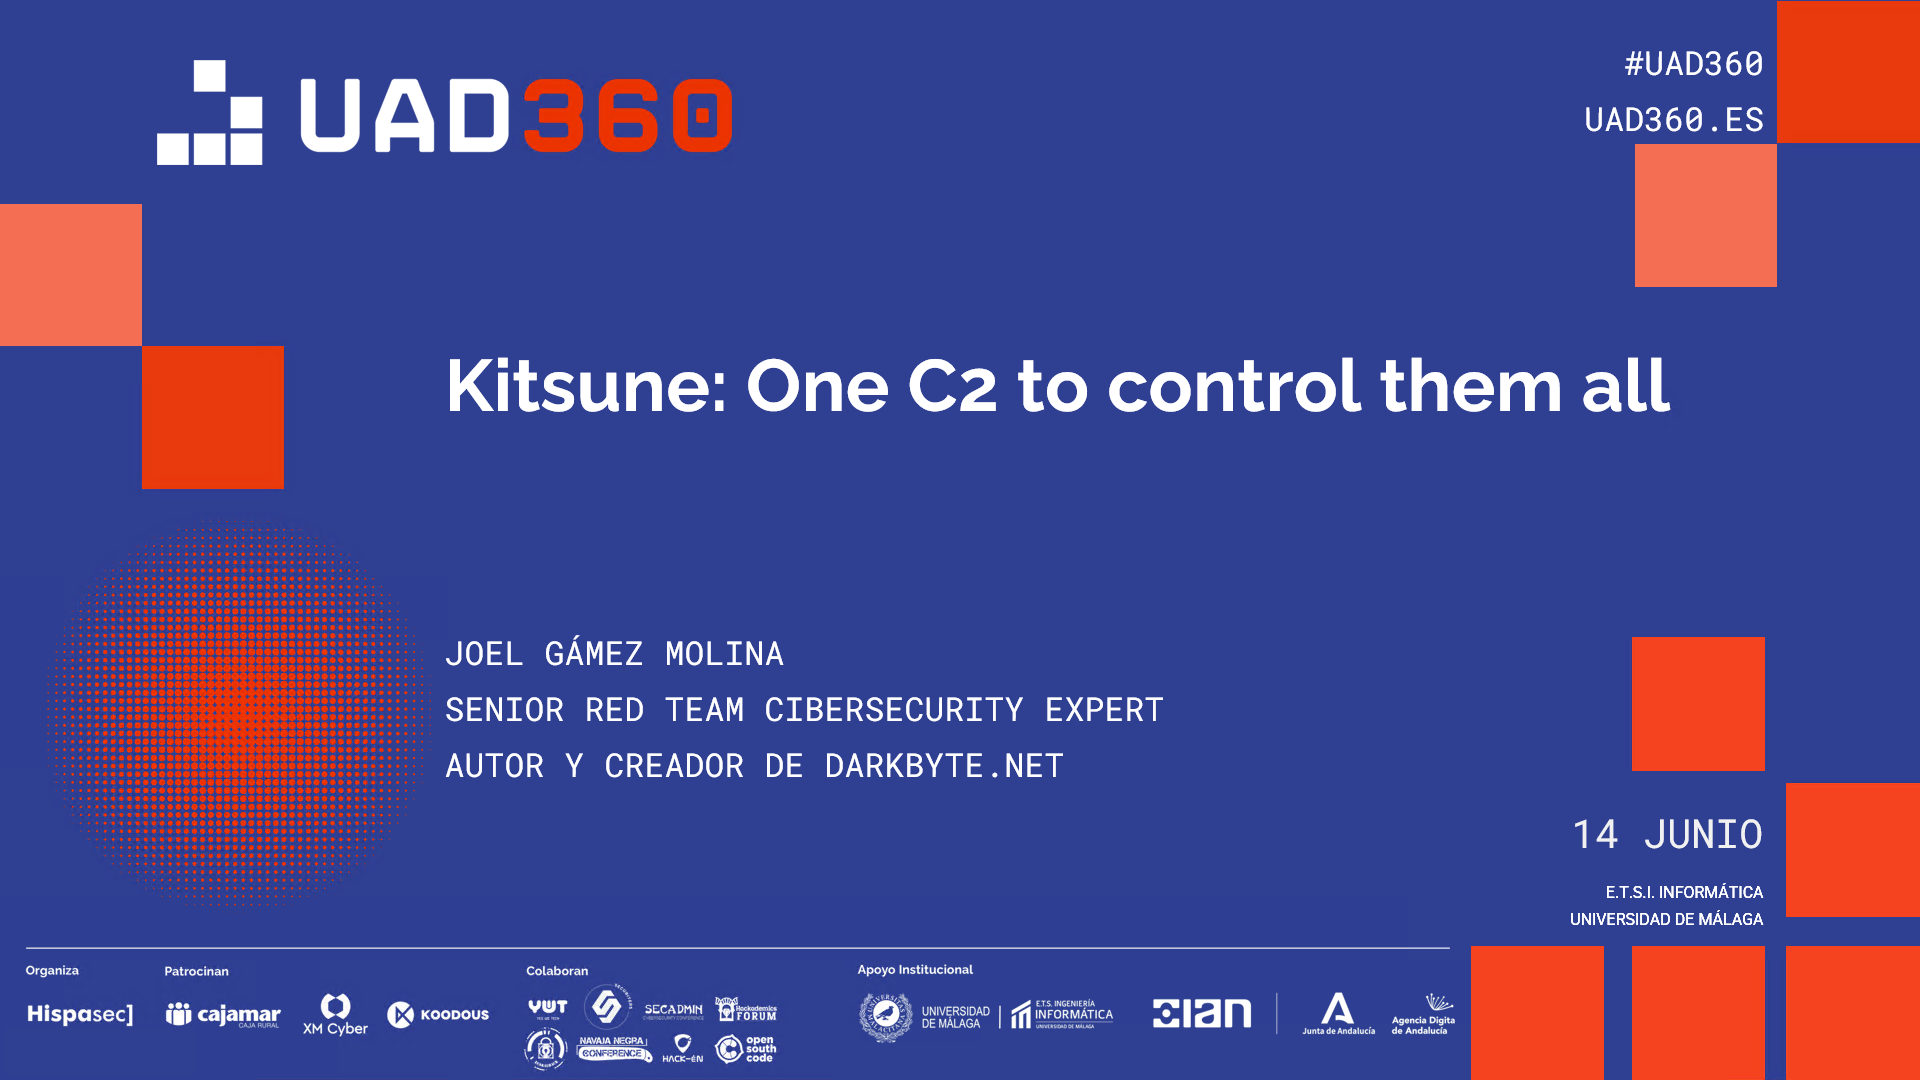 UAD360
#UAD360
UAD360.ES
Kitsune: One C2 to control them all
JOEL GÁMEZ MOLINA
SENIOR RED TEAM CIBERSECURITY EXPERT
AUTOR Y CREADOR DE DARKBYTE.NET
14 JUNIO
E.T.S.I. INFORMÁTICA
UNIVERSIDAD DE MÁLAGA
Organiza
Hispasec]
Patrocinan
cajamar
CAJA RURAL
XM Cyber
KOODOUS
Colaboran
YWT
SECADMIN
Hackademics
FORUM
NAVAJA NEGRA
CONFERENCE
HACK-ÉN
open
south
code
Apoyo Institucional
UNIVERSIDAD
DE MÁLAGA
E.T.S. INGENIERÍA
INFORMÁTICA
UNIVERSIDAD DE MÁLAGA
Junta de Andalucía
Agencia Digita
de Andalucía